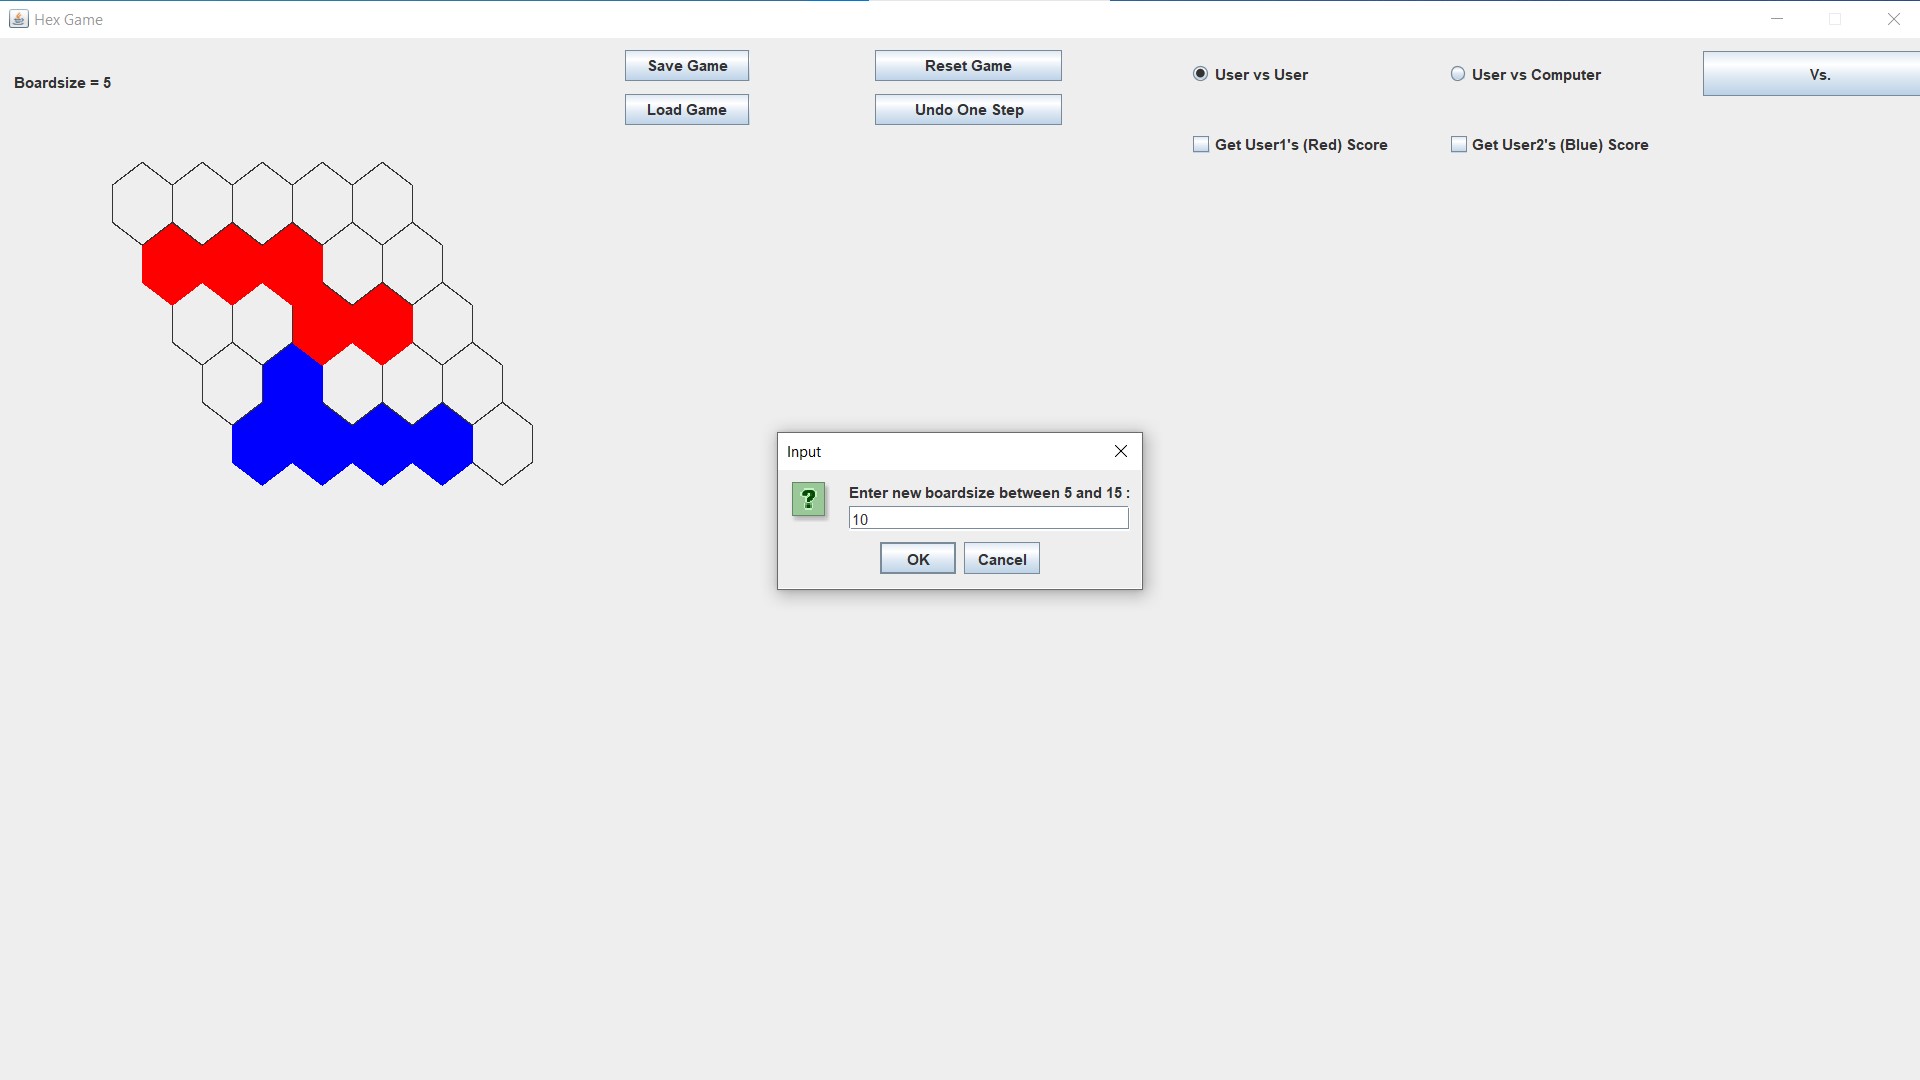 Hex Game
Boardsize = 5
Save Game
Load Game
Reset Game
Undo One Step
User vs User
User vs Computer
Vs.
Get User1's (Red) Score
Get User2's (Blue) Score
Input
?
Enter new boardsize between 5 and 15 :
10
OK
Cancel